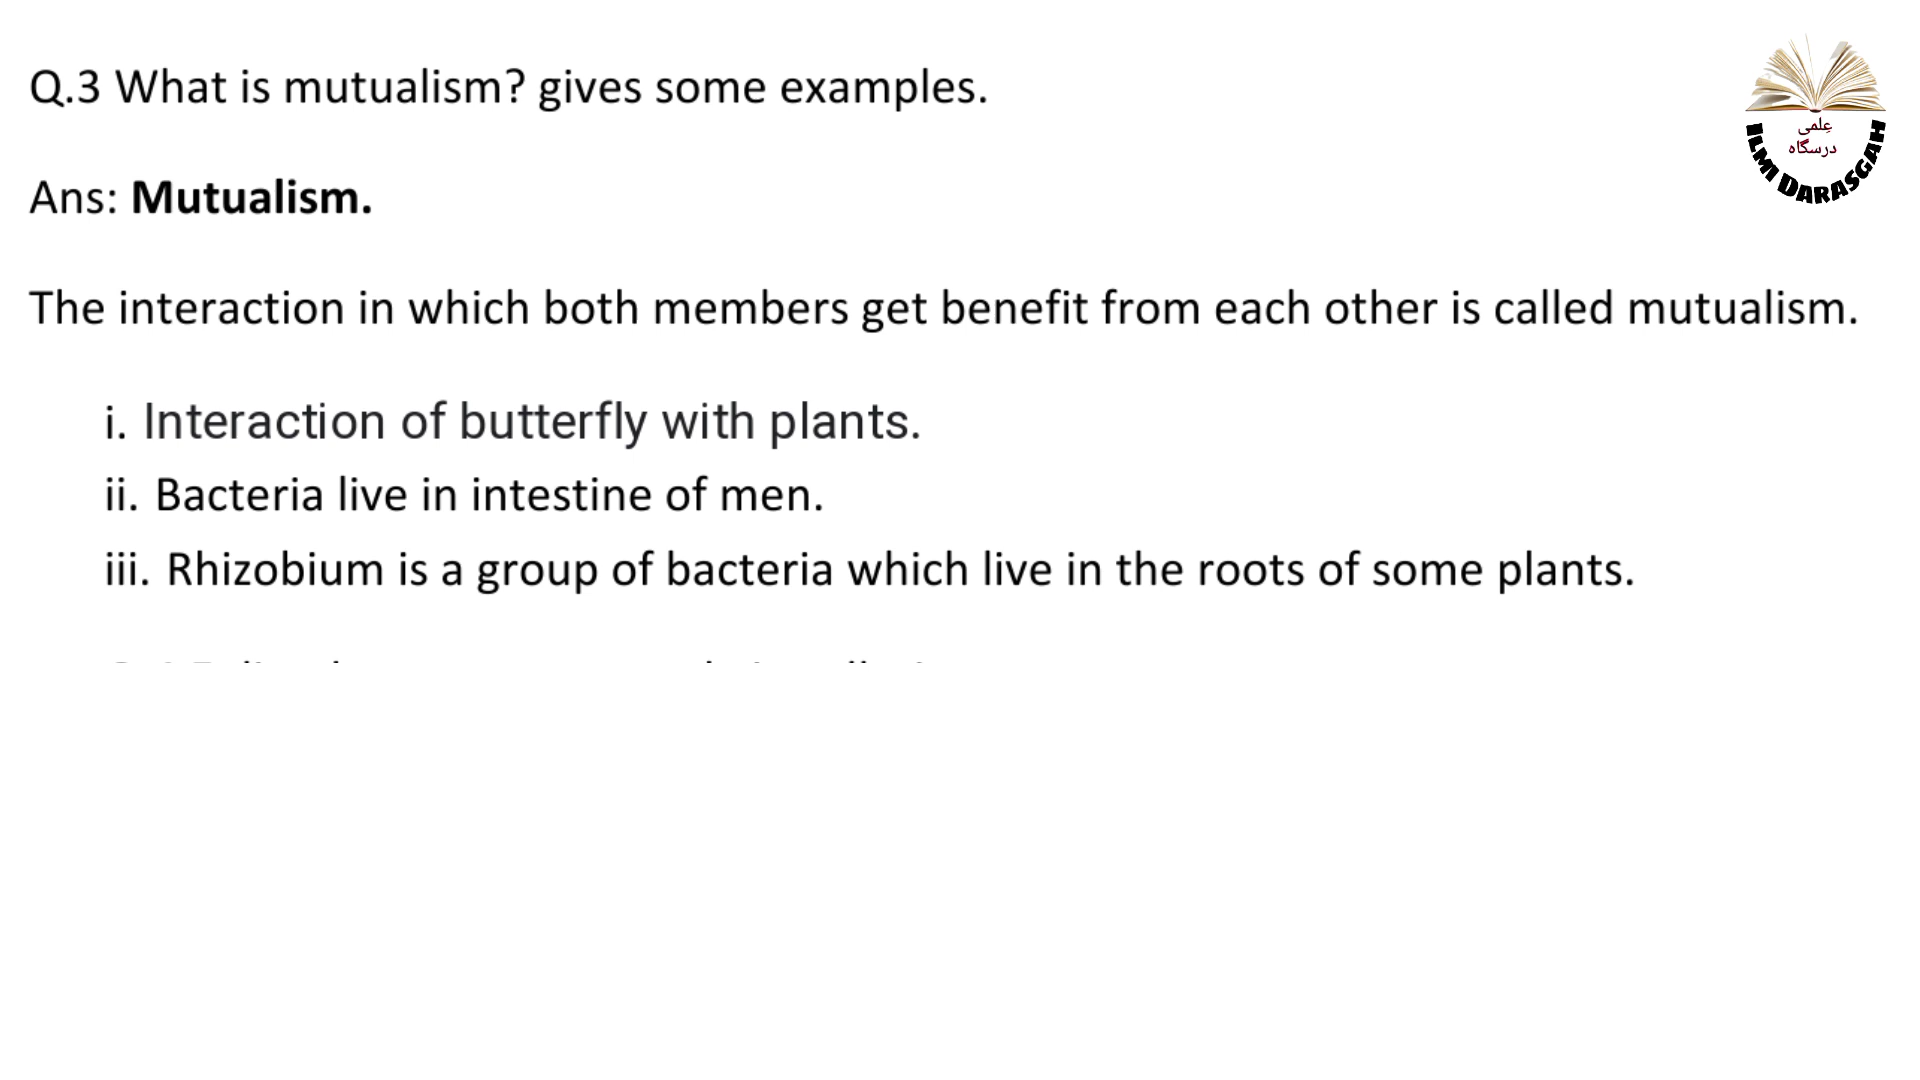 Q.3 What is mutualism? gives some examples.
علمی
درسگاه
ILMI DARASGAH
Ans: Mutualism.
The interaction in which both members get benefit from each other is called mutualism.
i. Interaction of butterfly with plants.
ii. Bacteria live in intestine of men.
iii. Rhizobium is a group of bacteria which live in the roots of some plants.